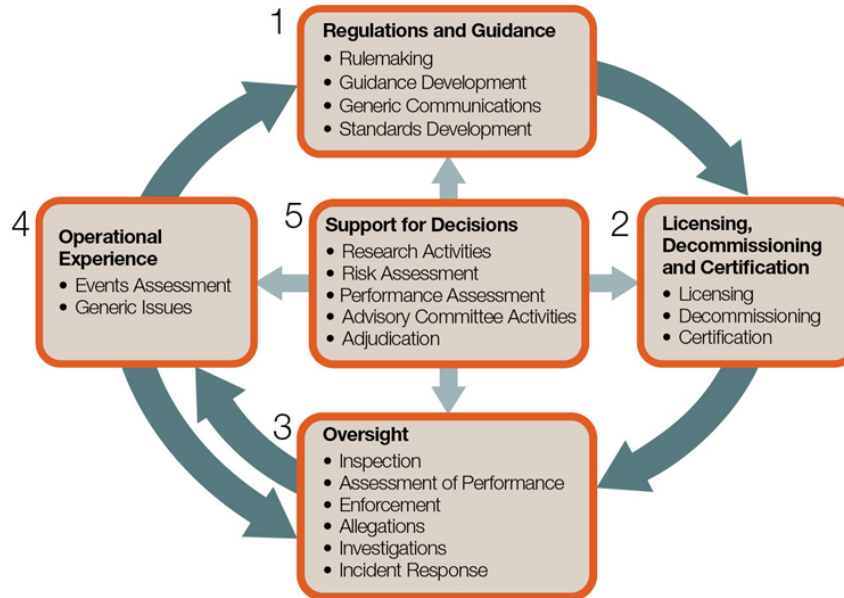 1
Regulations and Guidance
• Rulemaking
• Guidance Development
• Generic Communications
• Standards Development
4
Operational
Experience
• Events Assessment
• Generic Issues
5
Support for Decisions
• Research Activities
• Risk Assessment
• Performance Assessment
• Advisory Committee Activities
• Adjudication
2
Licensing,
Decommissioning
and Certification
• Licensing
• Decommissioning
• Certification
3
Oversight
• Inspection
• Assessment of Performance
• Enforcement
• Allegations
• Investigations
• Incident Response